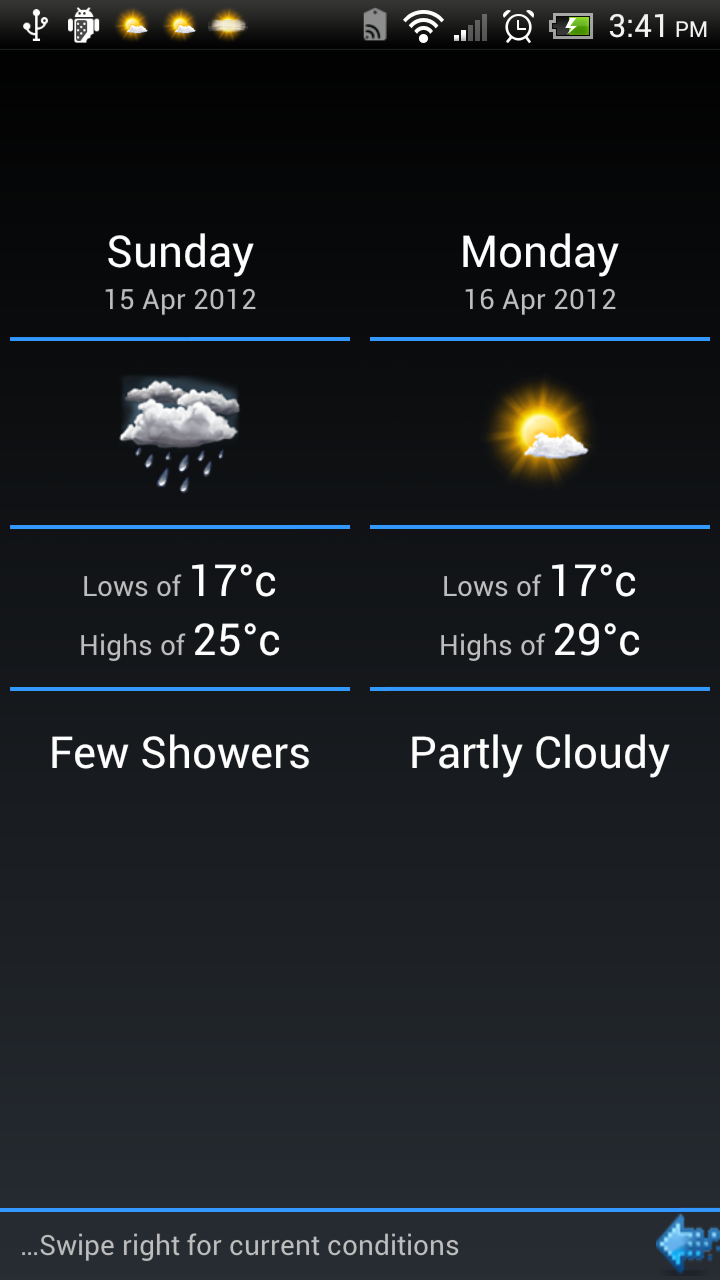 3:41 PM
Sunday
15 Apr 2012
Lows of 17°c
Highs of 25°c
Few Showers
Monday
16 Apr 2012
Lows of 17°c
Highs of 29°c
Partly Cloudy
...Swipe right for current conditions